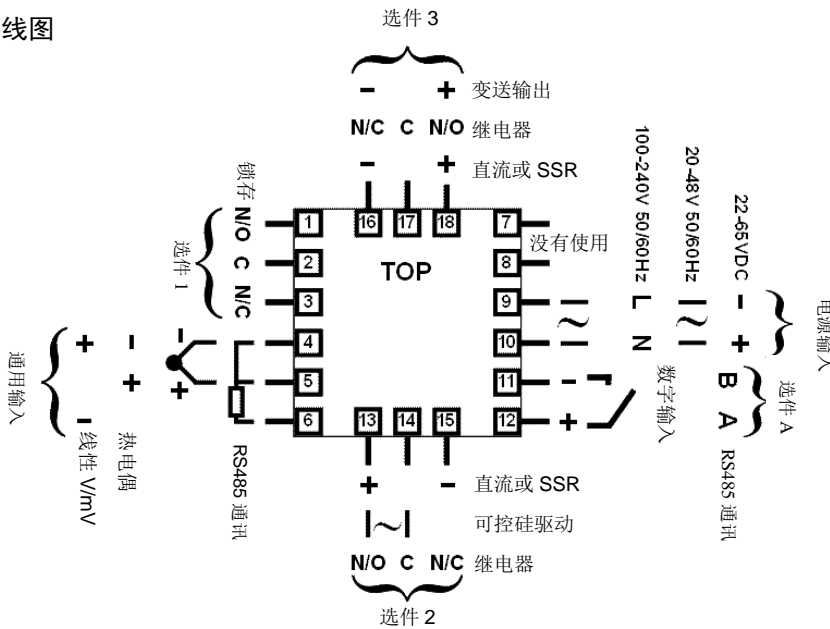 线图
选件 3
- + 变送输出
N/C C N/O 继电器
- + 直流或 SSR
16 17 18
TOP
锁存
N/O
C
N/C
选件 1
1
2
3
4
5
6
7
8
9
10
11
12
13 14 15
没有使用
100-240V 50/60Hz
L
N
20-48V 50/60Hz
22-65VDC
-
+
电源输入
- +
数字输入
B A
RS485 通讯
选件 A
通用输入
+ -
线性 V/mV
- +
热电偶
- +
RS485 通讯
+ - 直流或 SSR
可控硅驱动
N/O C N/C 继电器
选件 2